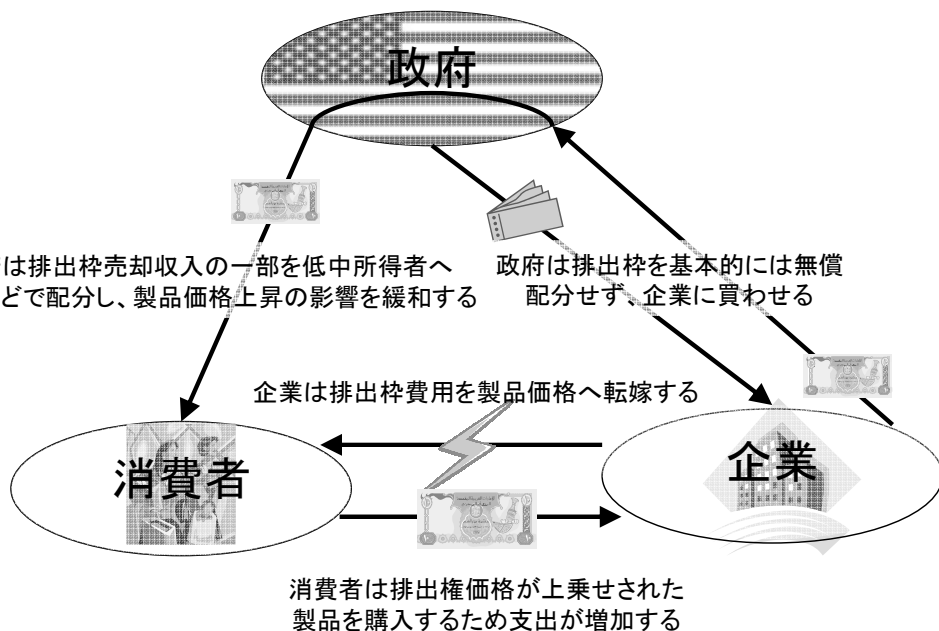 政府
は排出枠売却収入の一部を低中所得者へ
どで配分し、製品価格上昇の影響を緩和する
政府は排出枠を基本的には無償
配分せず、企業に買わせる
企業は排出枠費用を製品価格へ転嫁する
消費者
企業
消費者は排出権価格が上乗せされた
製品を購入するため支出が増加する